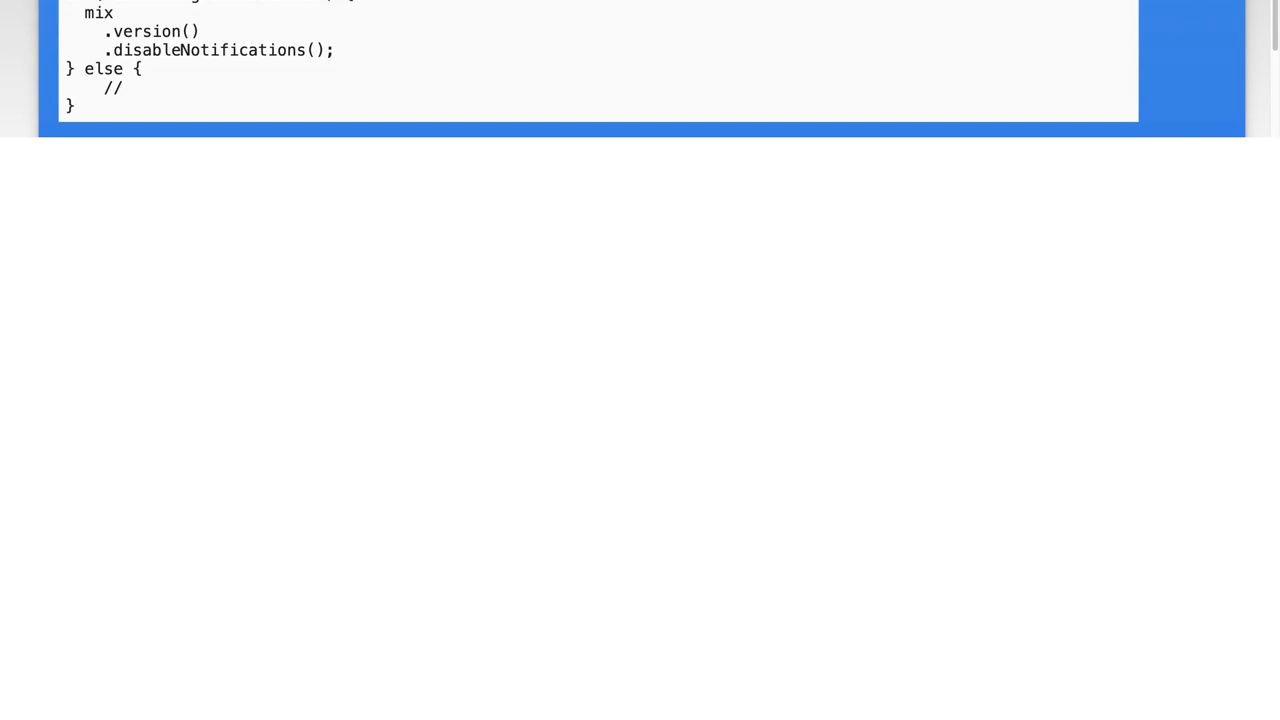 mix
.version()
.disableNotifications();
} else {
//
}